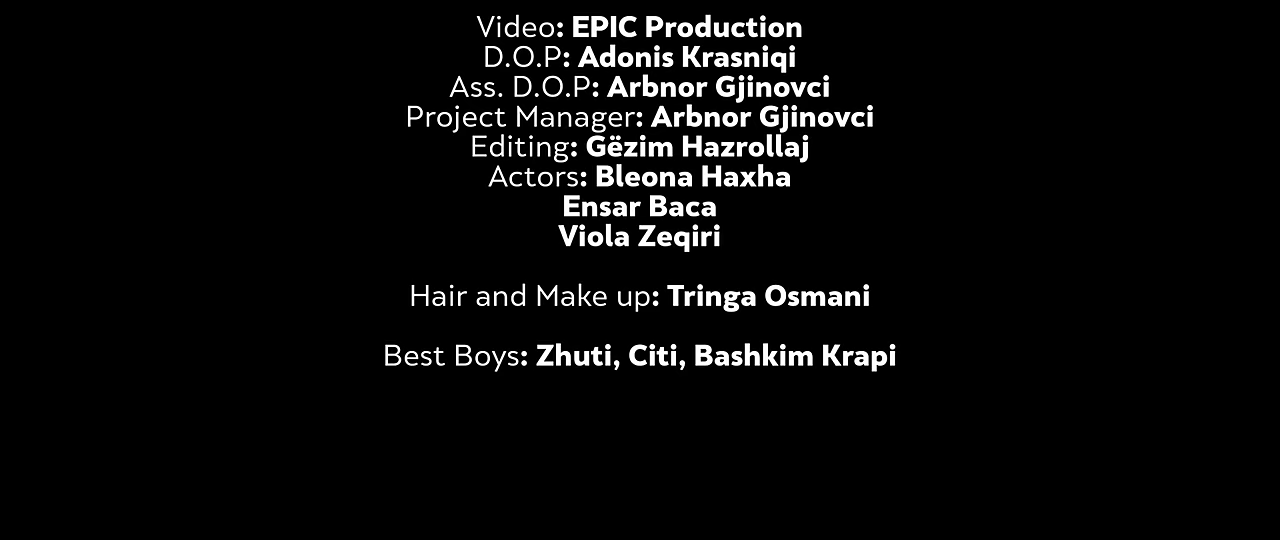 Video: EPIC Production
D.O.P: Adonis Krasniqi
Ass. D.O.P: Arbnor Gjinovci
Project Manager: Arbnor Gjinovci
Editing: Gëzim Hazrollaj
Actors: Bleona Haxha
Ensar Baca
Viola Zeqiri
Hair and Make up: Tringa Osmani
Best Boys: Zhuti, Citi, Bashkim Krapi